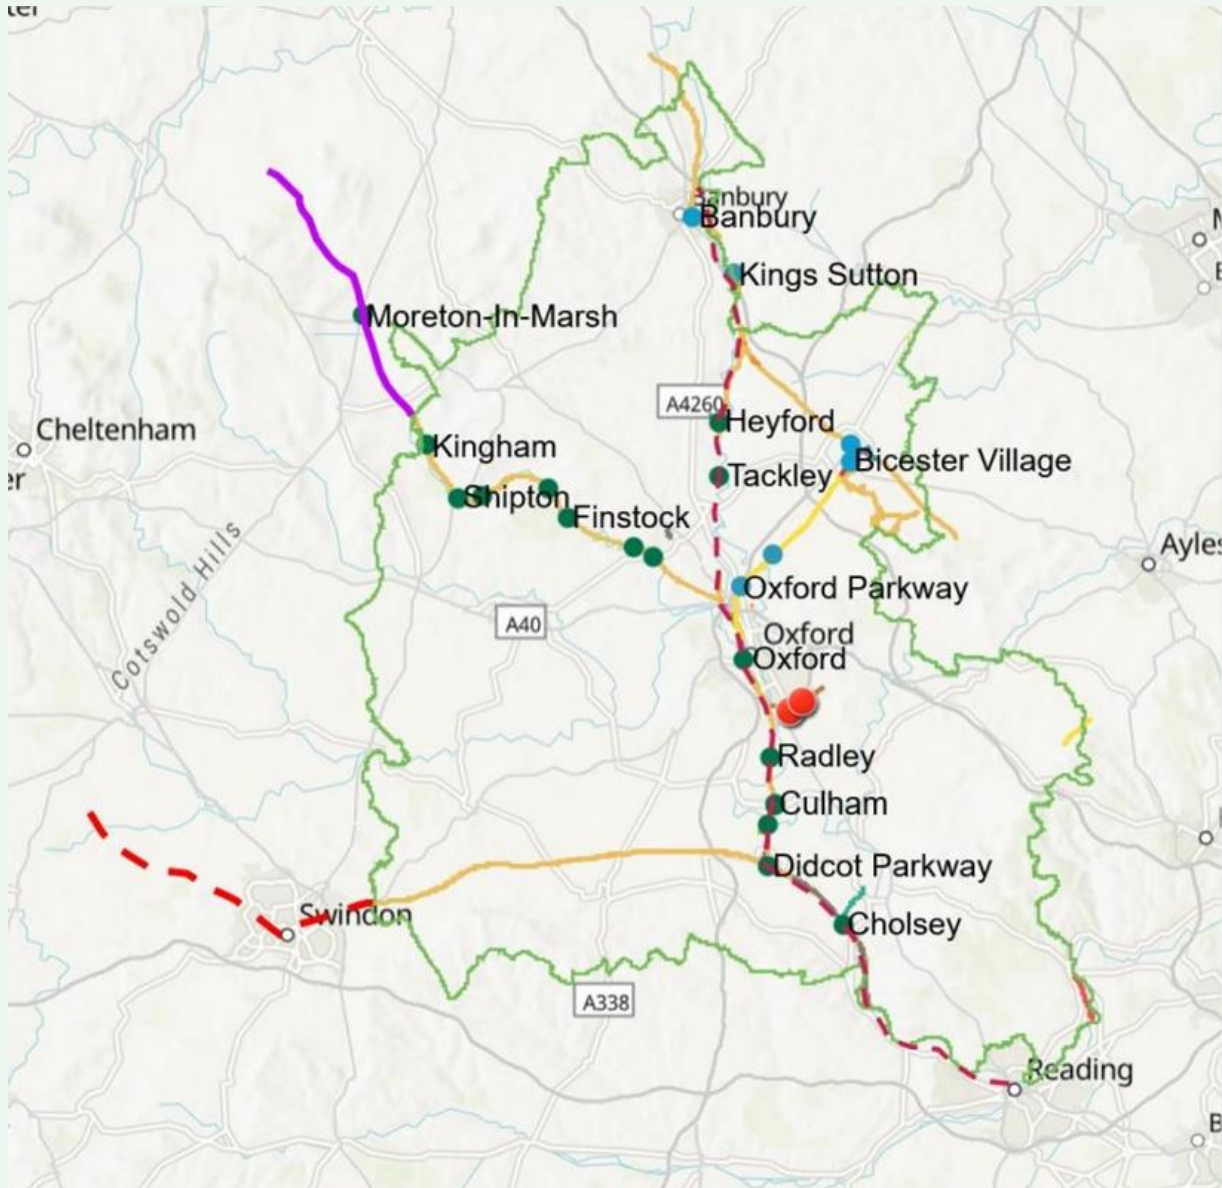 Banbury
Banbury
Kings Sutton
Moreton-In-Marsh
A4260
Heyford
Cheltenham
Kingham
Bicester Village
Tackley
Shipton
Finstock
Cotswold Hills
Oxford Parkway
A40
Oxford
Oxford
Radley
Culham
Didcot Parkway
Swindon
Cholsey
A338
Reading